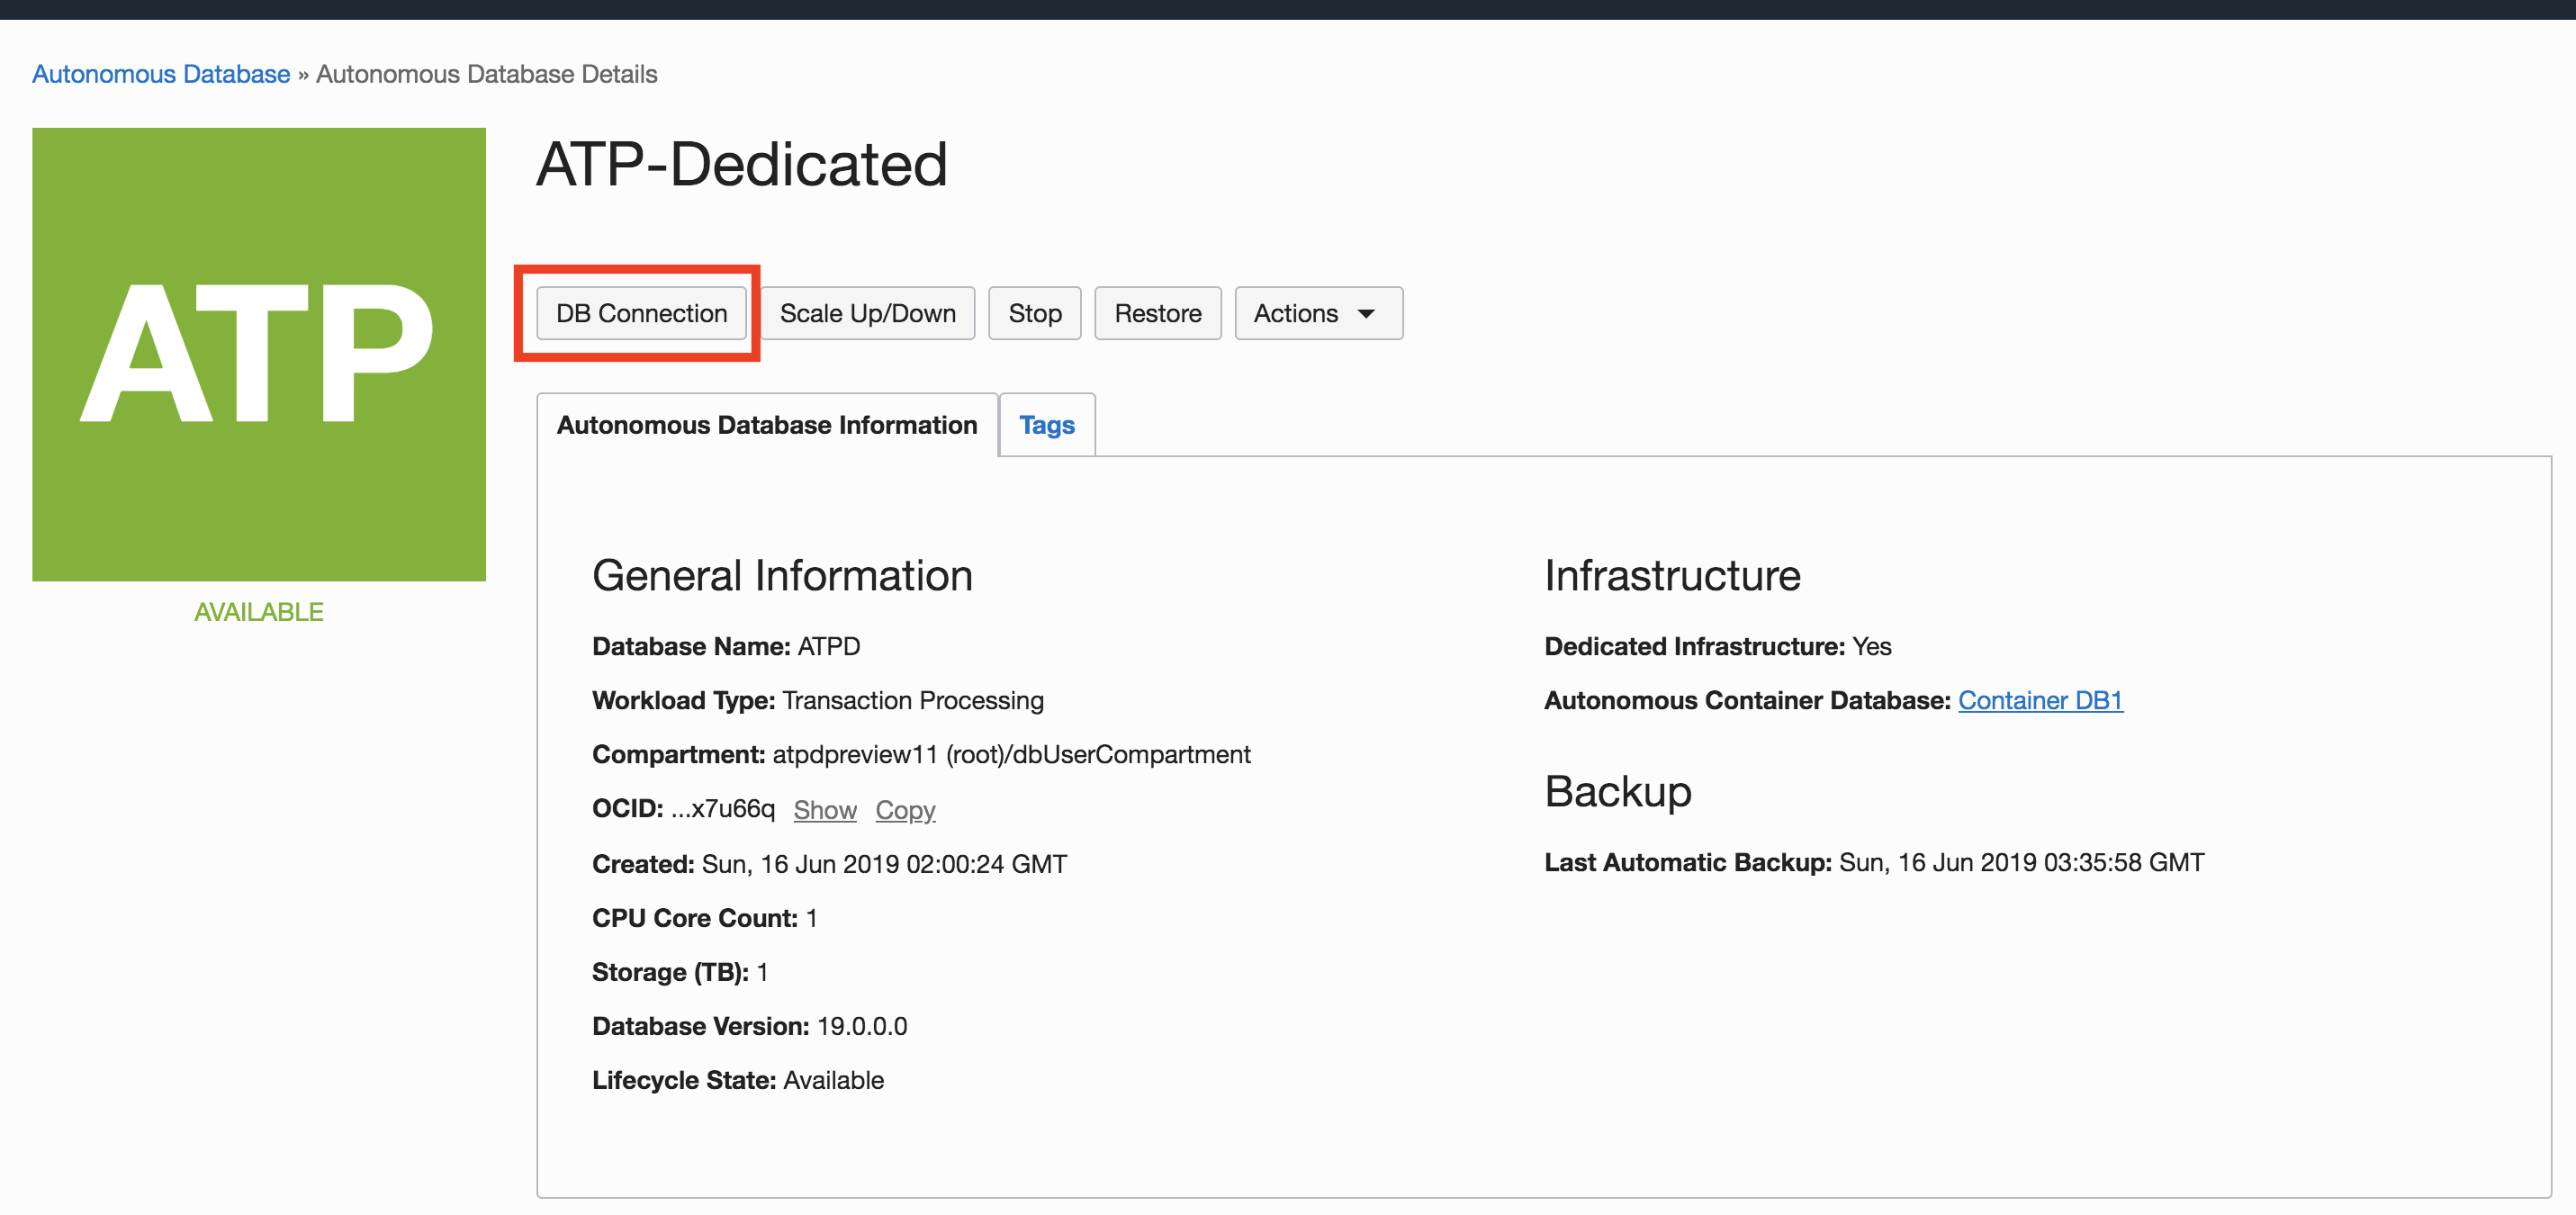 Autonomous Database » Autonomous Database Details
ATP
AVAILABLE
ATP-Dedicated
DB Connection Scale Up/Down Stop Restore Actions
Autonomous Database Information Tags
General Information
Database Name: ATPD
Workload Type: Transaction Processing
Compartment: atpdpreview11 (root)/dbUserCompartment
OCID: ...x7u66q Show Copy
Created: Sun, 16 Jun 2019 02:00:24 GMT
CPU Core Count: 1
Storage (TB): 1
Database Version: 19.0.0.0
Lifecycle State: Available
Infrastructure
Dedicated Infrastructure: Yes
Autonomous Container Database: Container DB1
Backup
Last Automatic Backup: Sun, 16 Jun 2019 03:35:58 GMT